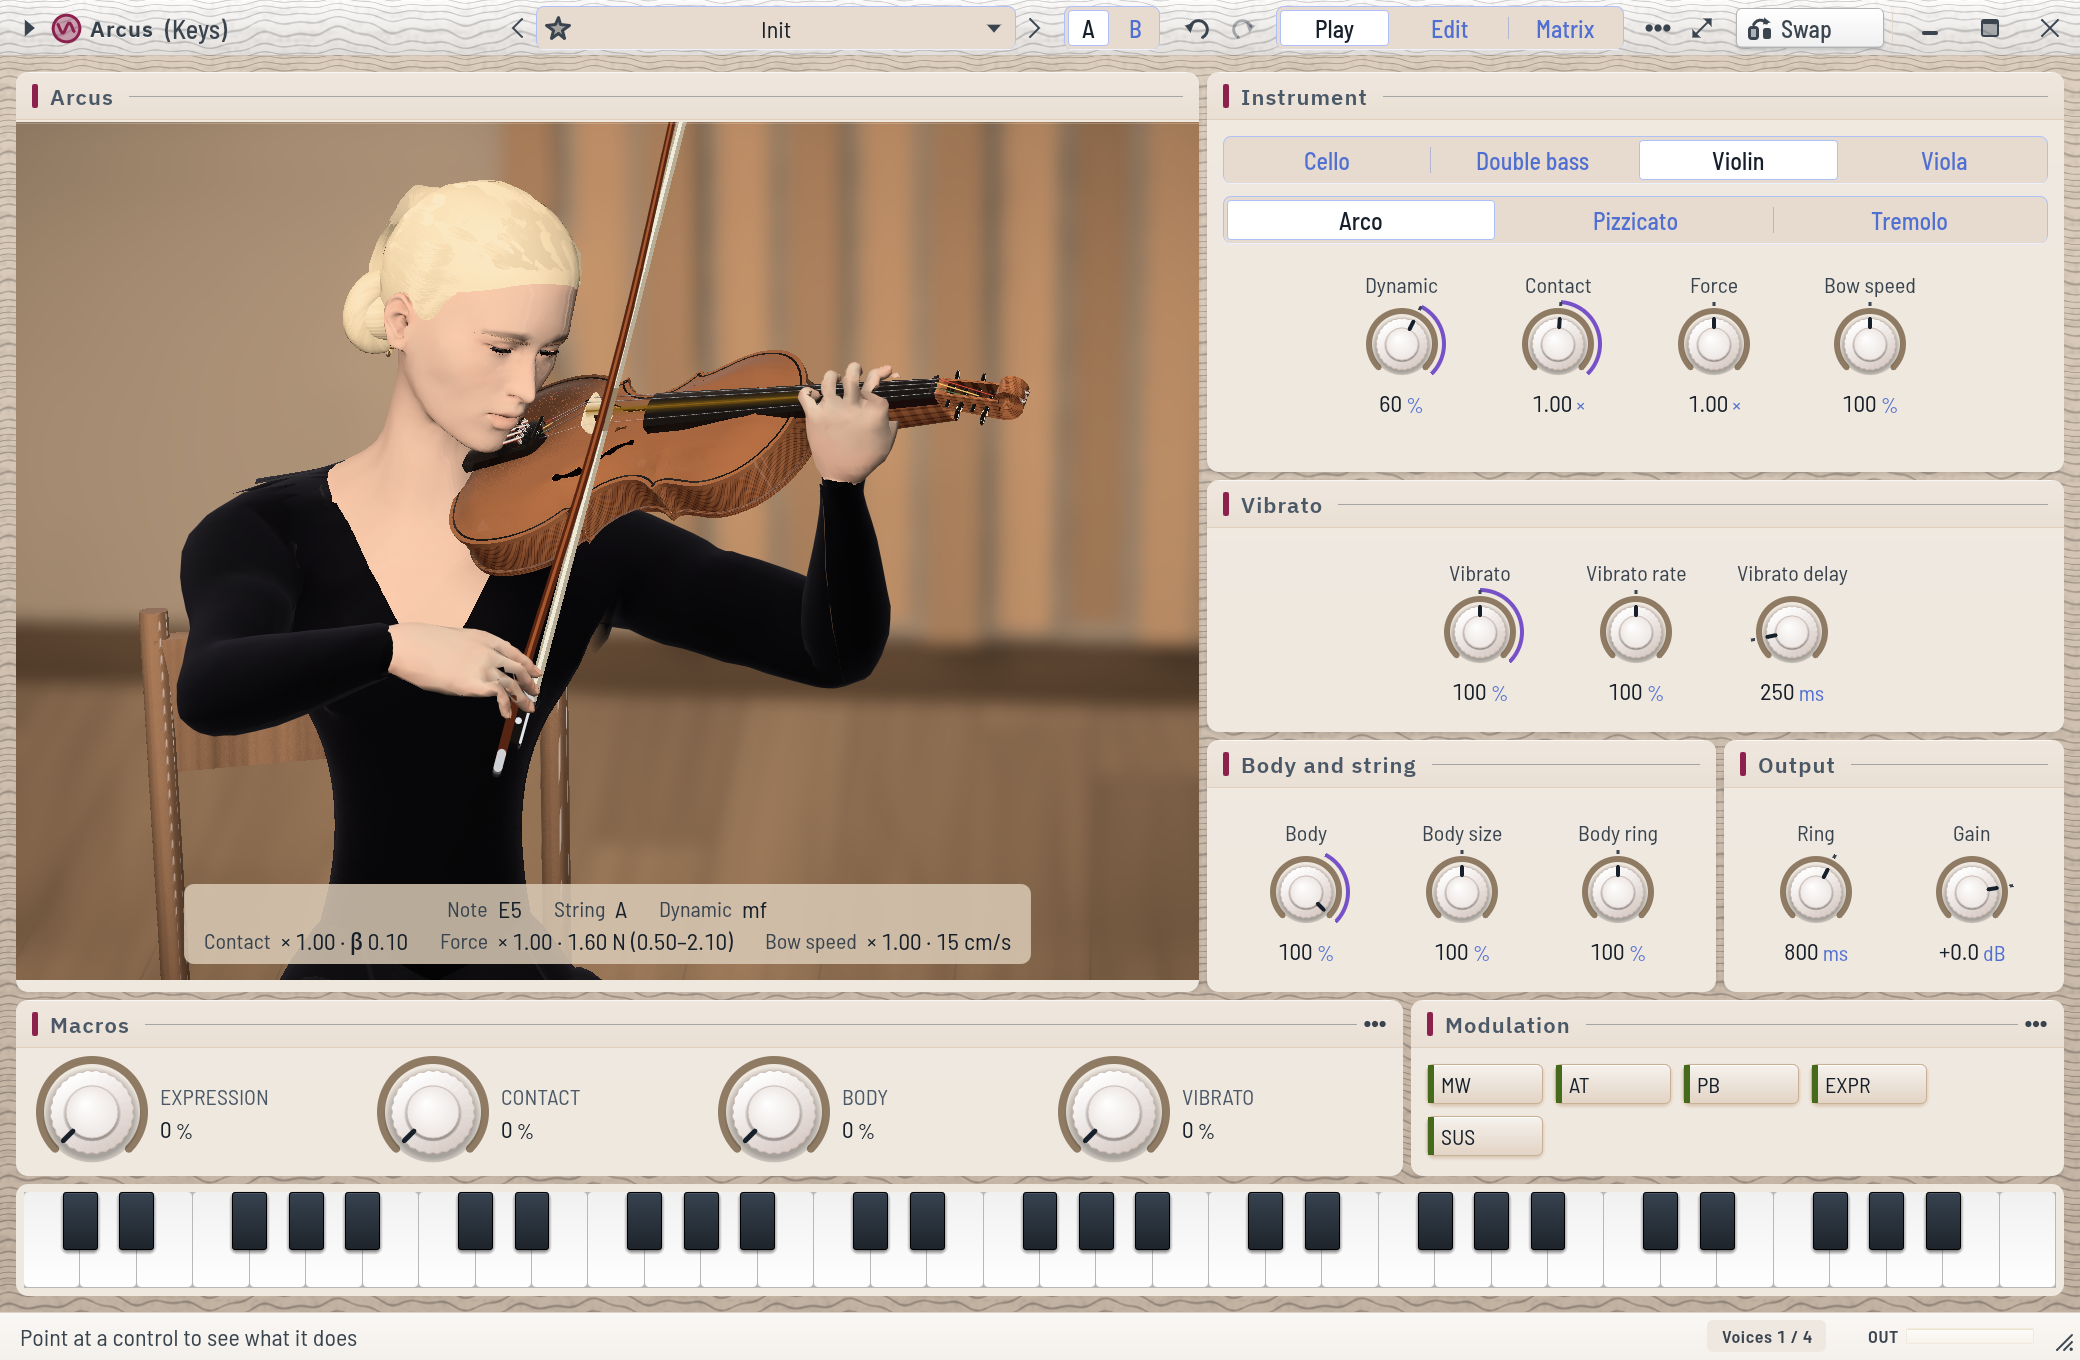 Arcus (Keys)
Init
A B
Play Edit Matrix
Swap
Arcus
Note E5 String A Dynamic mf
Contact × 1.00 · β 0.10 Force × 1.00 · 1.60 N (0.50–2.10) Bow speed × 1.00 · 15 cm/s
Instrument
Cello Double bass Violin Viola
Arco Pizzicato Tremolo
Dynamic Contact Force Bow speed
60 % 1.00 × 1.00 × 100 %
Vibrato
Vibrato Vibrato rate Vibrato delay
100 % 100 % 250 ms
Body and string
Body Body size Body ring
100 % 100 % 100 %
Output
Ring Gain
800 ms +0.0 dB
Macros
EXPRESSION
0 %
CONTACT
0 %
BODY
0 %
VIBRATO
0 %
Modulation
MW AT PB EXPR
SUS
Point at a control to see what it does
Voices 1 / 4 OUT